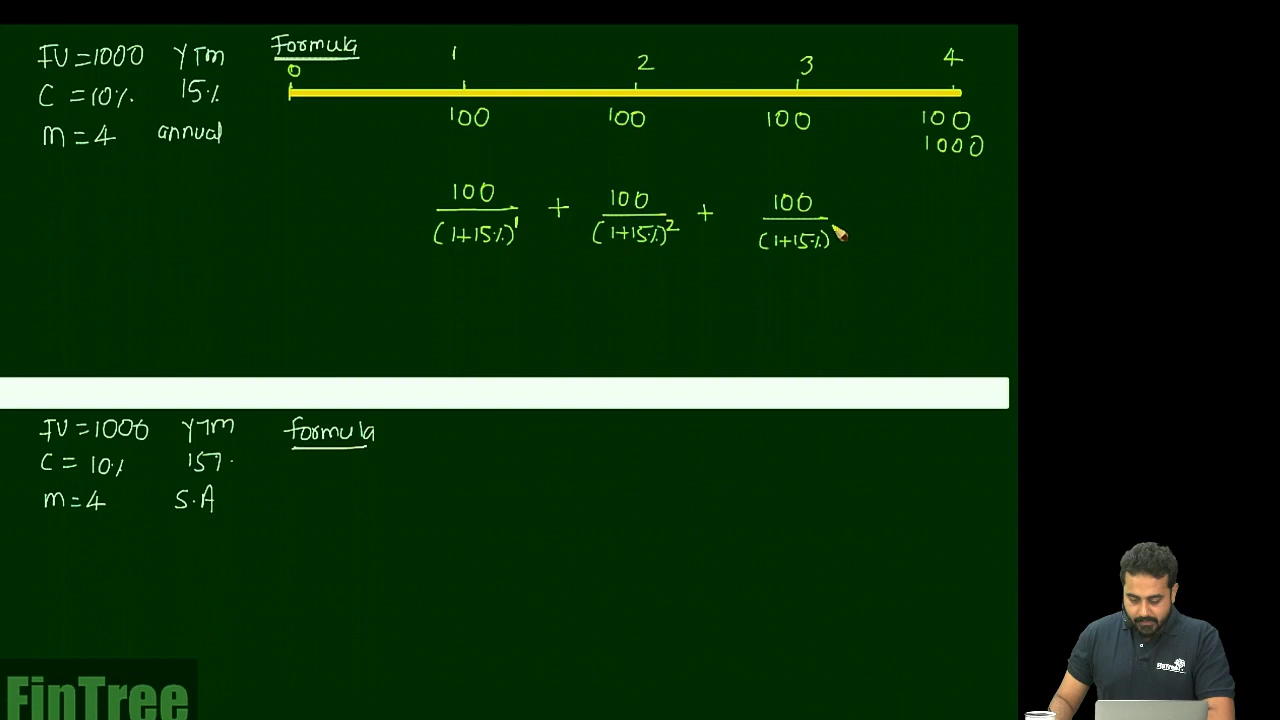 FV = 1000 YTM
C = 10% 15%
m = 4 annual
Formula
0 1 2 3 4
100 100 100 100
1000
100 + 100 + 100
(1+15%)¹ (1+15%)² (1+15%)
FV = 1000 YTM
C = 10% 15%
m = 4 S.A
Formula
FinTree
FinTree